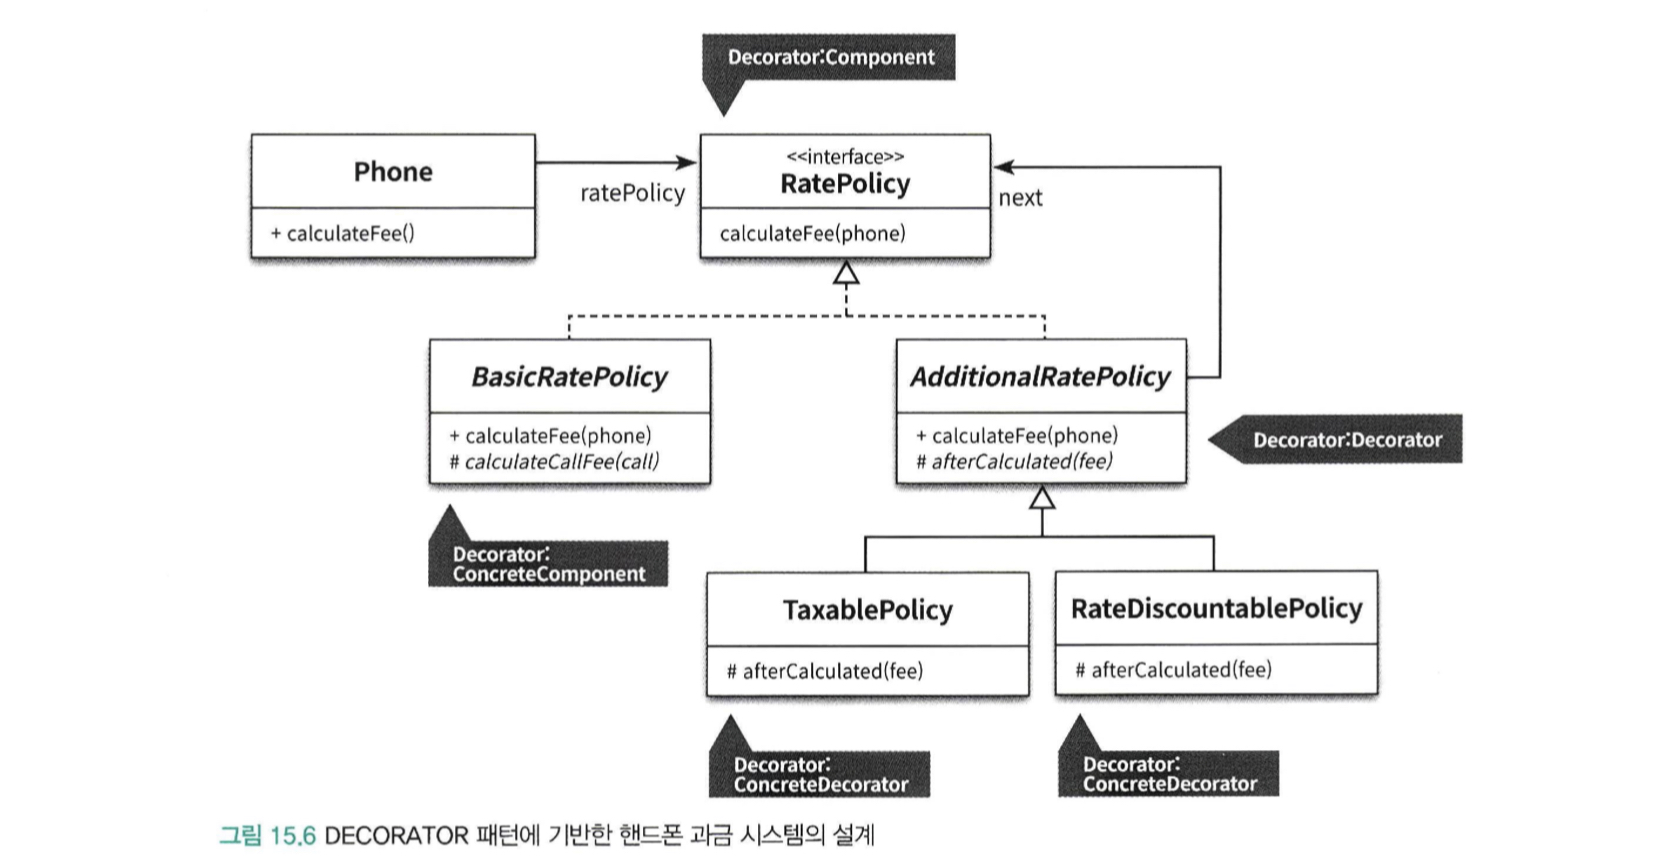 Decorator:Component
Phone
+ calculateFee()
ratePolicy
<<interface>>
RatePolicy
calculateFee(phone)
next
BasicRatePolicy
+ calculateFee(phone)
# calculateCallFee(call)
AdditionalRatePolicy
+ calculateFee(phone)
# afterCalculated(fee)
Decorator:Decorator
Decorator:
ConcreteComponent
TaxablePolicy
# afterCalculated(fee)
RateDiscountablePolicy
# afterCalculated(fee)
Decorator:
ConcreteDecorator
Decorator:
ConcreteDecorator
그림 15.6 DECORATOR 패턴에 기반한 핸드폰 과금 시스템의 설계